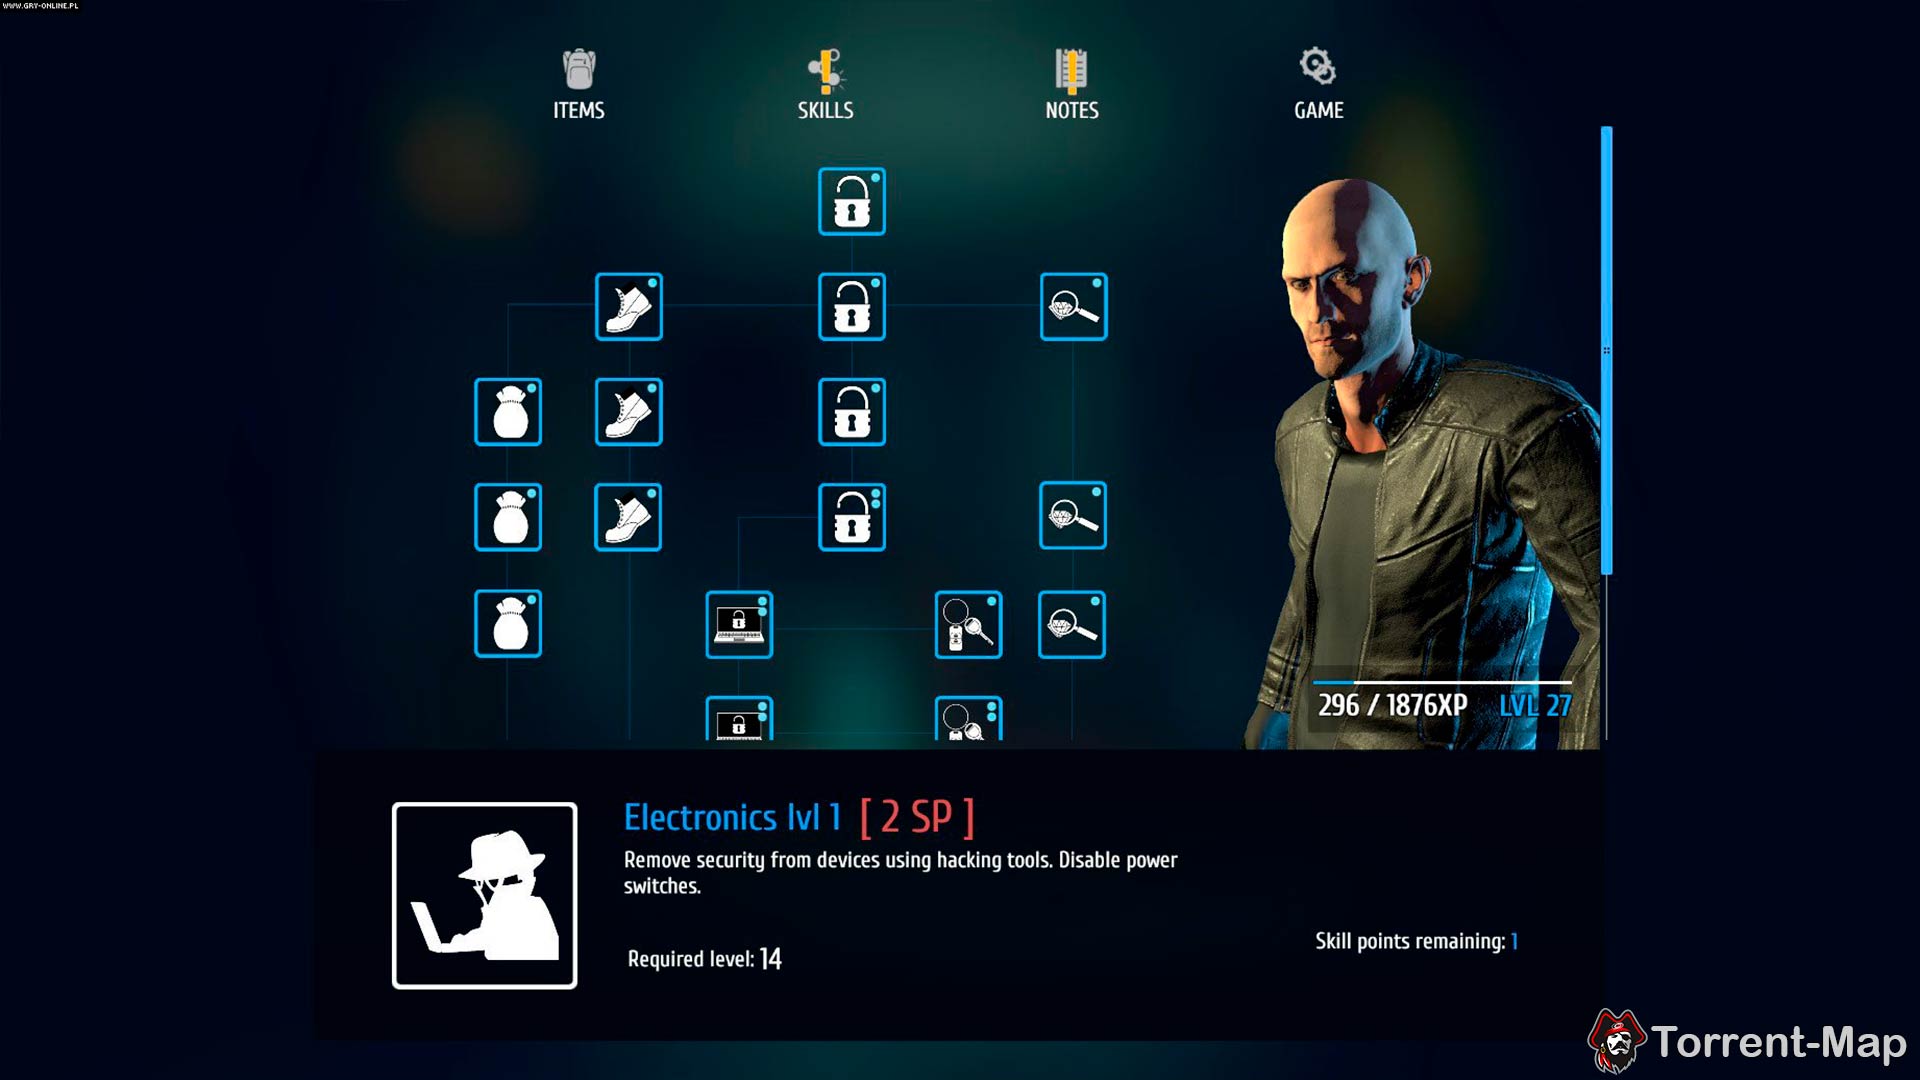 WWW.GRY-ONLINE.PL
ITEMS
SKILLS
NOTES
GAME
296 / 1876XP LVL 27
Electronics lvl 1 [ 2 SP ]
Remove security from devices using hacking tools. Disable power
switches.
Required level: 14
Skill points remaining: 1
Torrent-Map